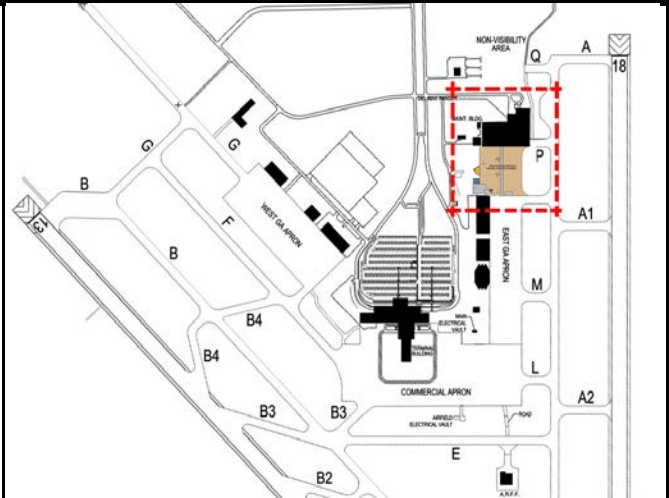 NON-VISIBILITY
AREA
Q
A
18
MAINT. BLDG.
P
G
G
B
13
F
WEST GA APRON
EAST GA APRON
A1
B
B4
B4
M
MAIN
ELECTRICAL
VAULT
TERMINAL
BUILDING
L
COMMERCIAL APRON
A2
B3
B3
AIRFIELD
ELECTRICAL VAULT
ROAD
E
B2
A.R.F.F.